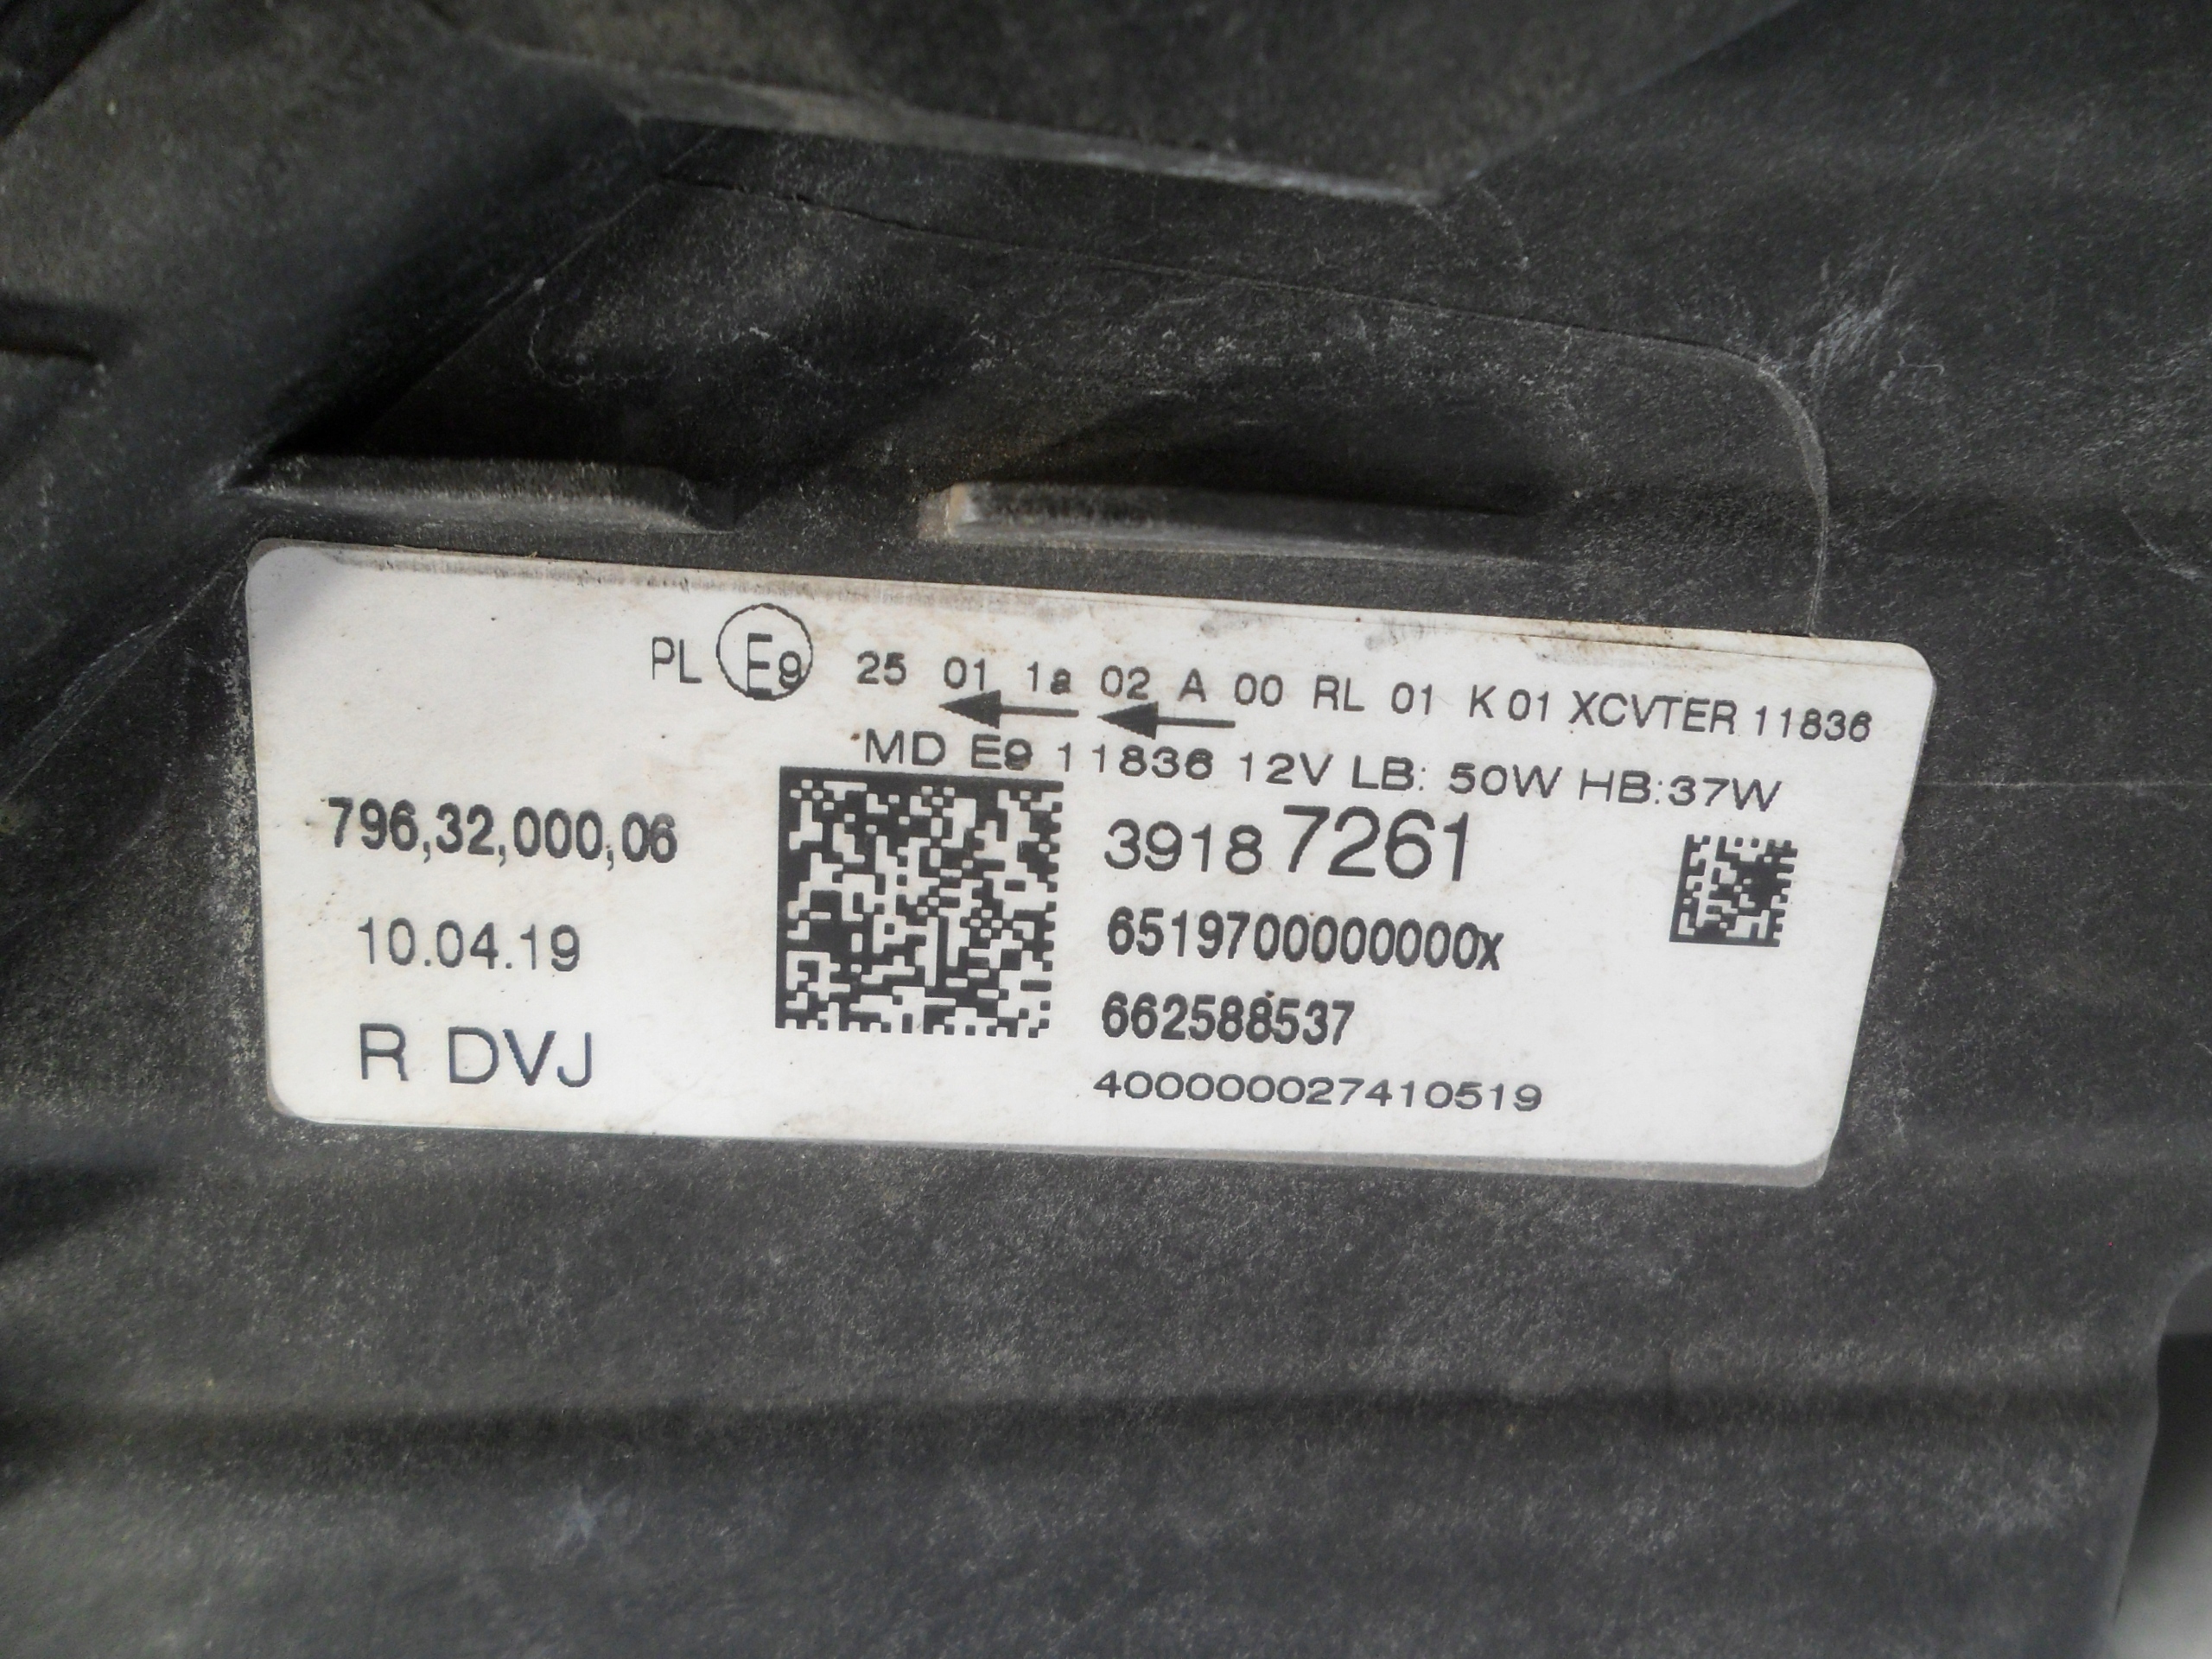 PL E9 25 01 1a 02 A 00 RL 01 K 01 XCVTER 11836
MD E9 11836 12V LB: 50W HB:37W
796,32,000,06
10.04.19
R DVJ
3918 7261
6519700000000X
662588537
400000027410519